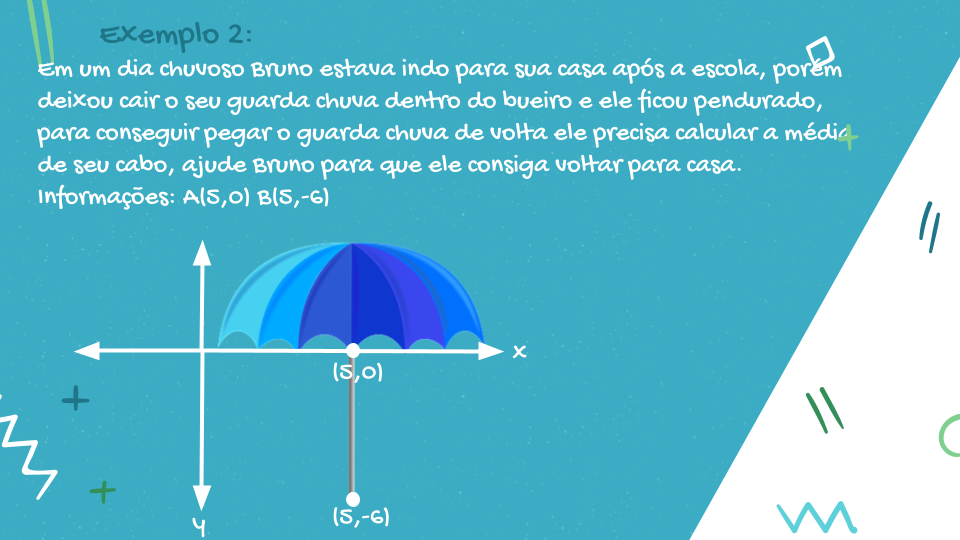 Exemplo 2:
Em um dia chuvoso Bruno estava indo para sua casa após a escola, porém
deixou cair o seu guarda chuva dentro do bueiro e ele ficou pendurado,
para conseguir pegar o guarda chuva de volta ele precisa calcular a média
de seu cabo, ajude Bruno para que ele consiga voltar para casa.
Informações: A(5,0) B(5,-6)
x
(5,0)
(5,-6)
y